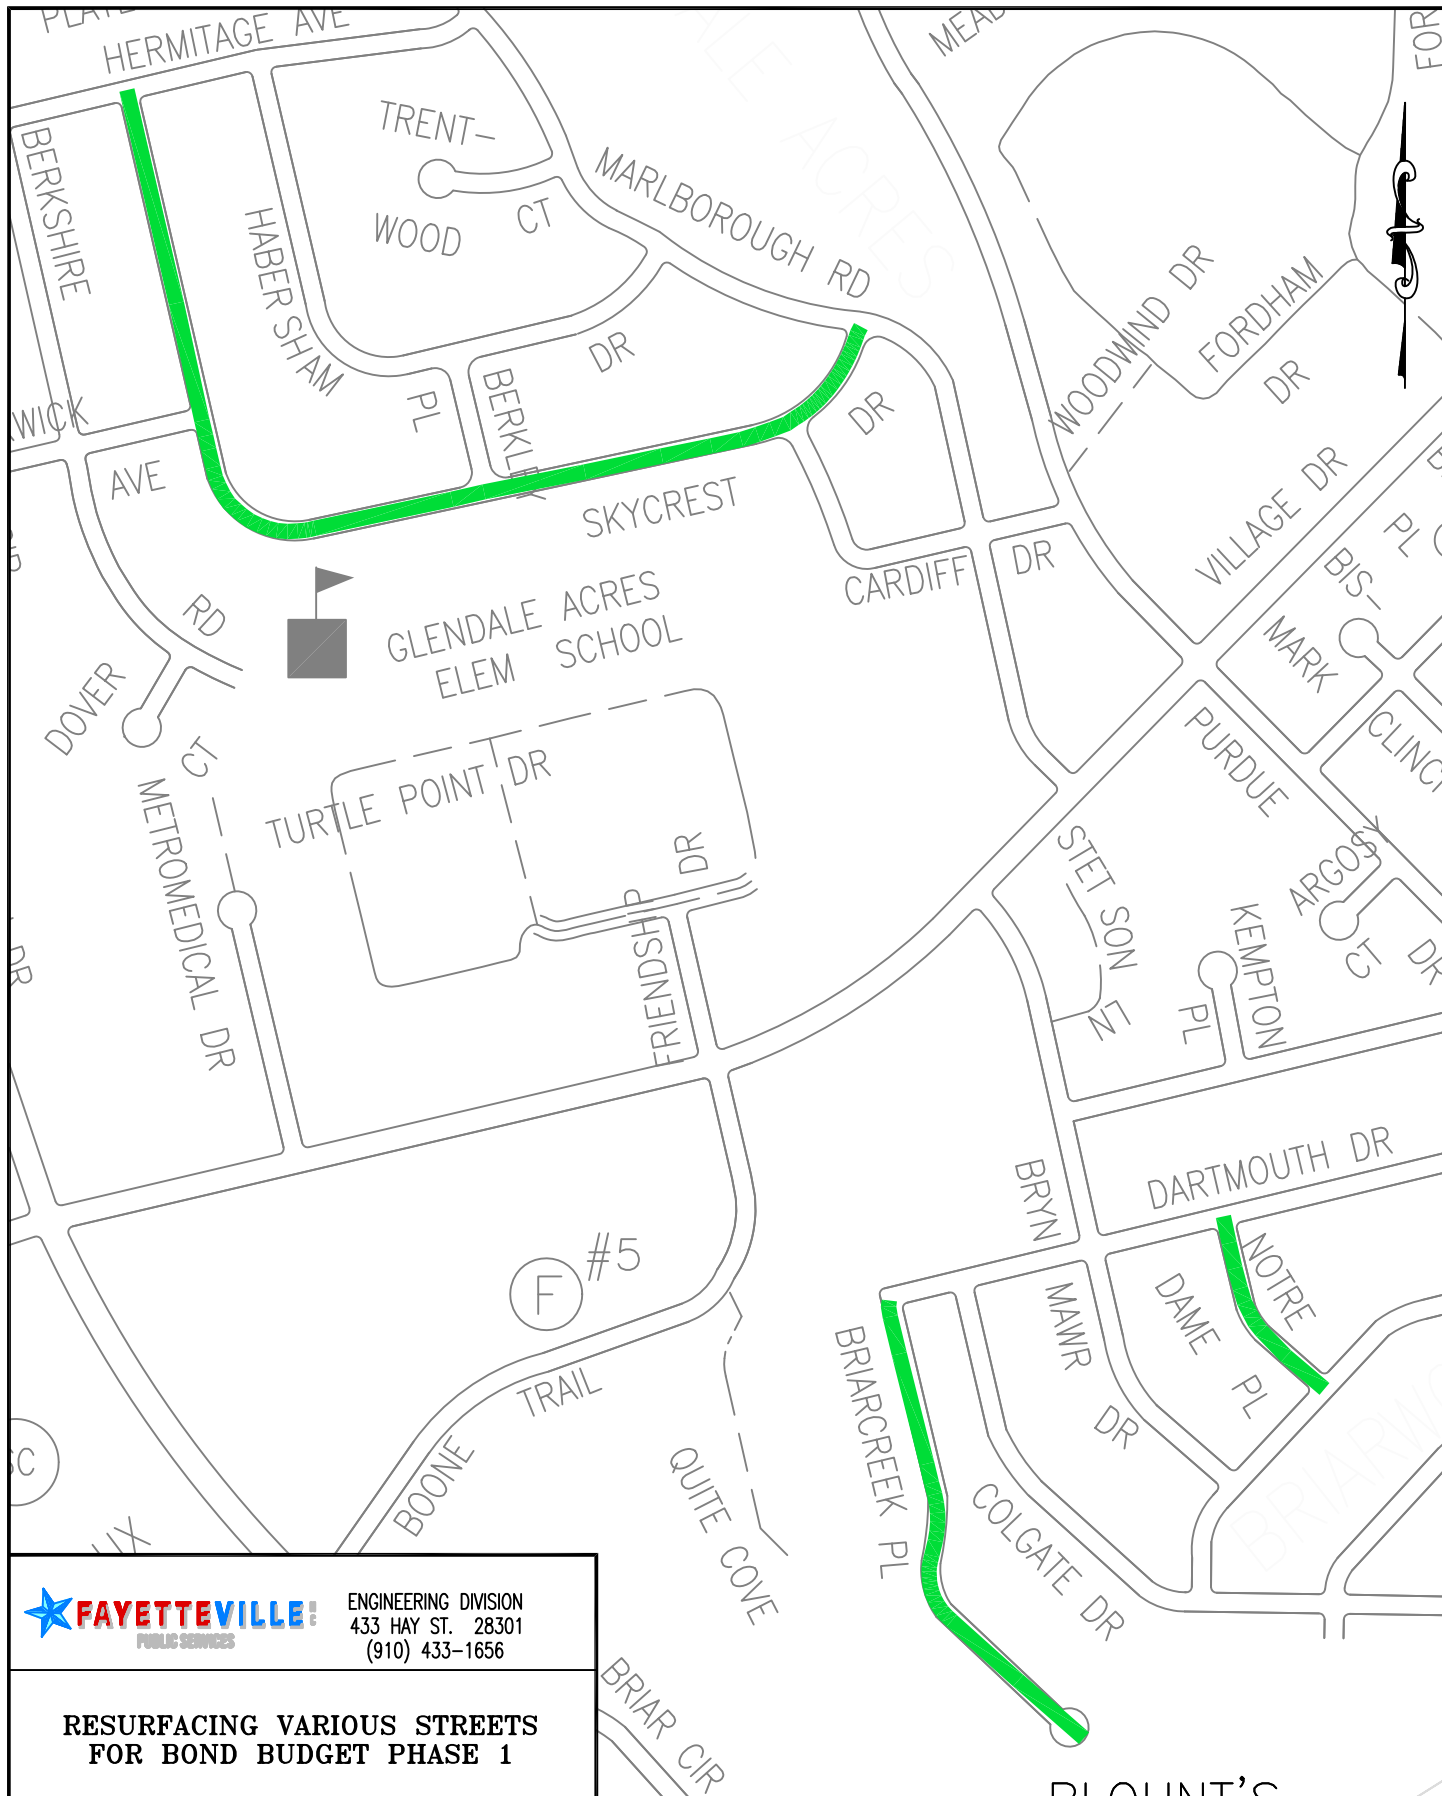 HERMITAGE AVE
BERKSHIRE
TRENT-
WOOD CT
HABERSHAM
PL
MARLBOROUGH RD
ALE ACRES
WOODWIND DR
FORDHAM
DR
BERKLEY
DR
SKYCREST
DR
AVE
CARDIFF DR
VILLAGE DR
BIS-
MARK
PL
GLENDALE ACRES
ELEM SCHOOL
RD
DOVER
CT
TURTLE POINT DR
METROMEDICAL DR
FRIENDSHIP
DR
PURDUE
DR
STETSON
LN
ARGOSY
CT
KEMPTON
PL
DR
BRYN
MAWR
DR
DARTMOUTH DR
NOTRE
DAME
PL
#5
F
BOONE
TRAIL
BRIARCREEK PL
COLGATE DR
QUITE COVE
BRIAR CIR
FAYETTEVILLE
PUBLIC SERVICES
ENGINEERING DIVISION
433 HAY ST. 28301
(910) 433-1656
RESURFACING VARIOUS STREETS
FOR BOND BUDGET PHASE 1
BLOUNT'S